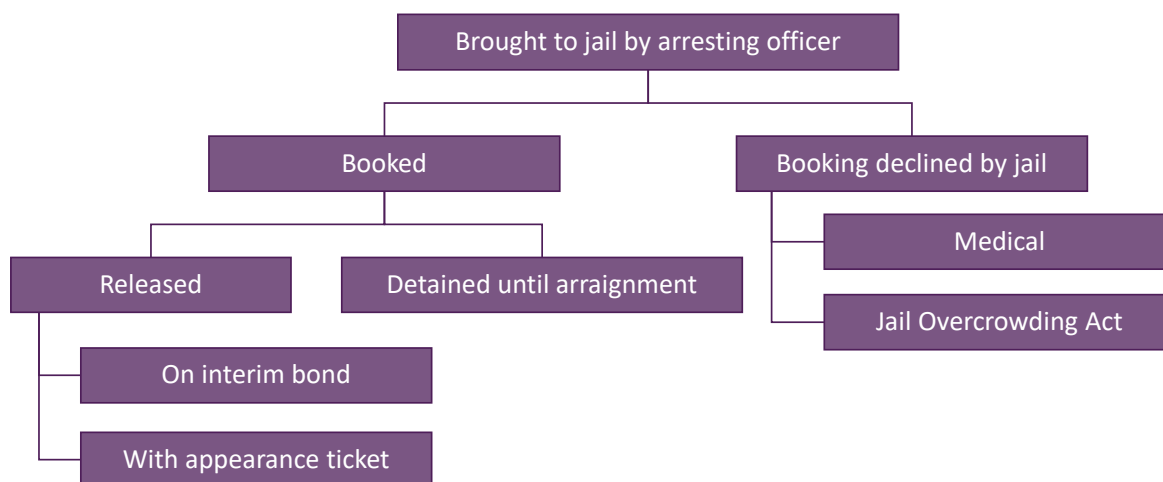 Brought to jail by arresting officer
Booked
Booking declined by jail
Medical
Released
Detained until arraignment
Jail Overcrowding Act
On interim bond
With appearance ticket